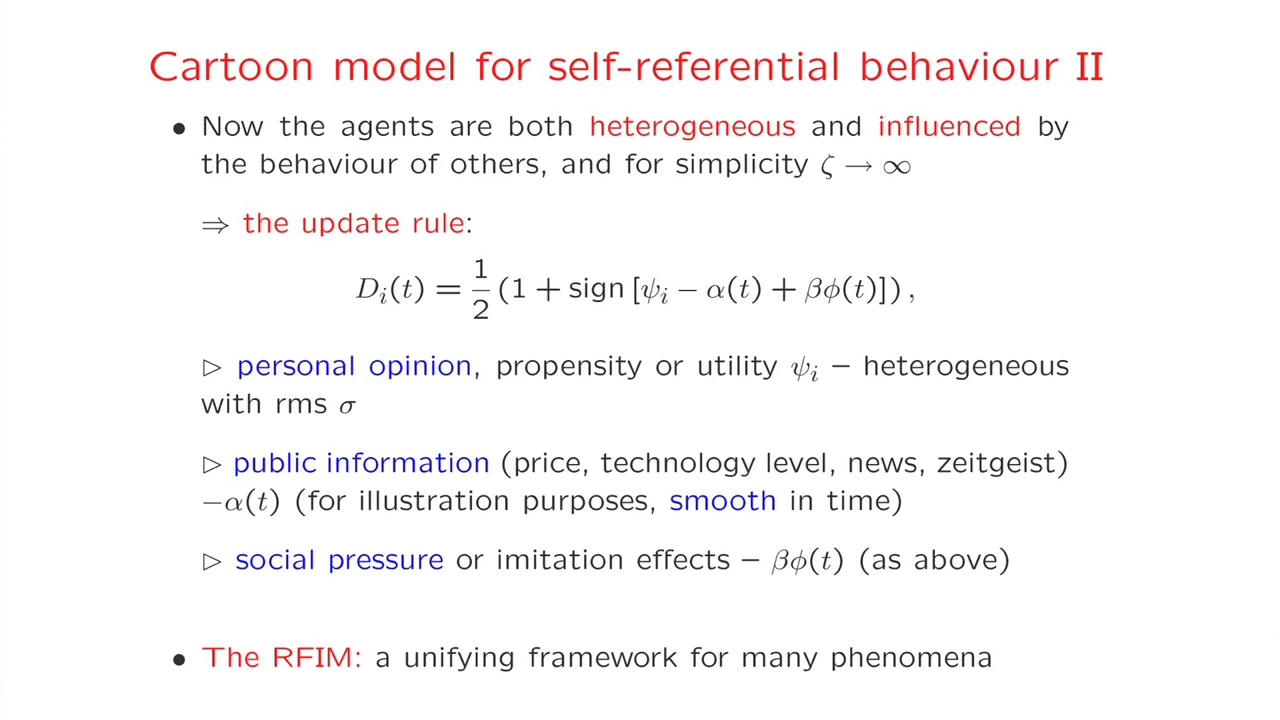 Cartoon model for self-referential behaviour II
• Now the agents are both heterogeneous and influenced by
the behaviour of others, and for simplicity ζ → ∞
⇒ the update rule:
D_i(t) = \frac{1}{2} (1 + sign [ψ_i − α(t) + βφ(t)]) ,
▷ personal opinion, propensity or utility ψ_i – heterogeneous
with rms σ
▷ public information (price, technology level, news, zeitgeist)
−α(t) (for illustration purposes, smooth in time)
▷ social pressure or imitation effects – βφ(t) (as above)
• The RFIM: a unifying framework for many phenomena